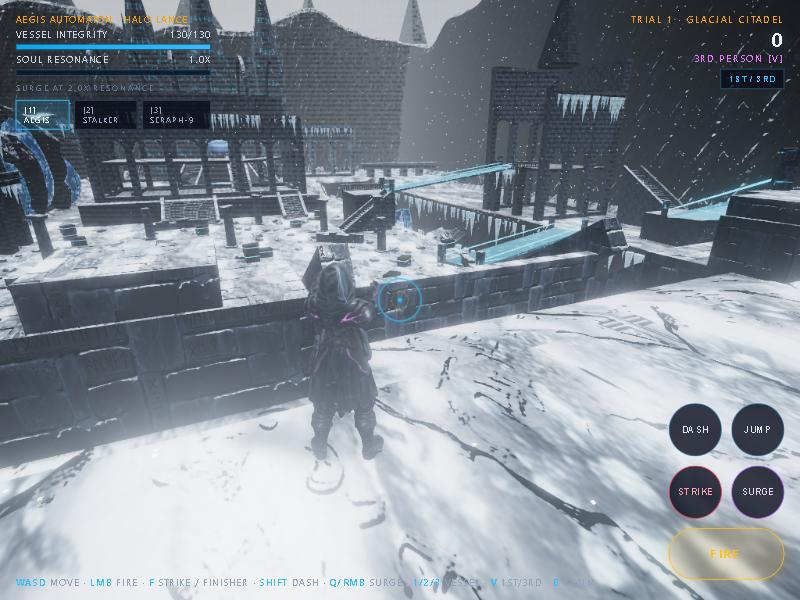 AEGIS AUTOMATON · HALO LANCE
VESSEL INTEGRITY 130/130
SOUL RESONANCE 1.0X
SURGE AT 2.0X RESONANCE
[1] AEGIS
[2] STALKER
[3] SERAPH-9
TRIAL 1 · GLACIAL CITADEL
0
3RD PERSON [V]
1ST / 3RD
DASH
JUMP
STRIKE
SURGE
FIRE
WASD MOVE · LMB FIRE · F STRIKE / FINISHER · SHIFT DASH · Q/RMB SURGE · 1/2/3 VESSEL · V 1ST/3RD ·